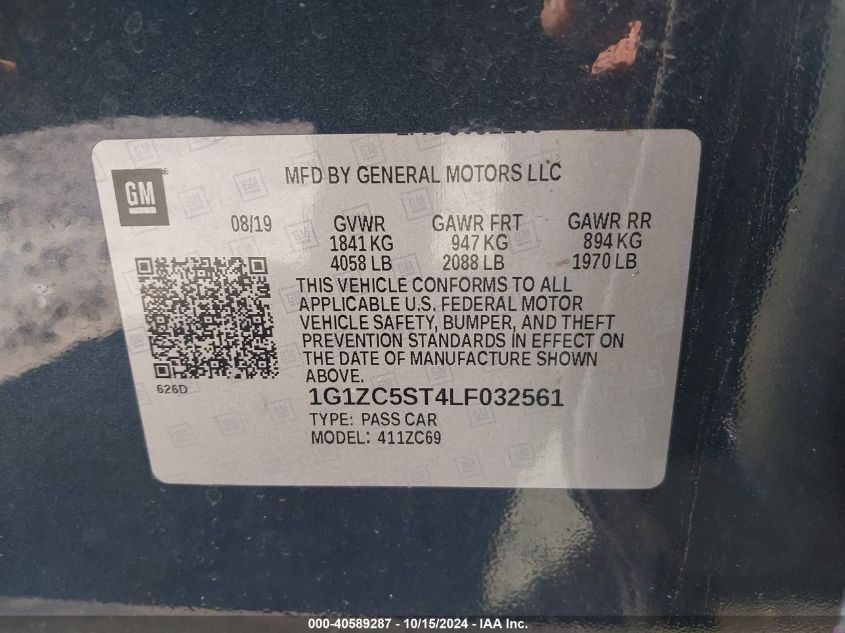 GM
MFD BY GENERAL MOTORS LLC
08/19 GVWR GAWR FRT GAWR RR
1841 KG 947 KG 894 KG
4058 LB 2088 LB 1970 LB
THIS VEHICLE CONFORMS TO ALL
APPLICABLE U.S. FEDERAL MOTOR
VEHICLE SAFETY, BUMPER, AND THEFT
PREVENTION STANDARDS IN EFFECT ON
THE DATE OF MANUFACTURE SHOWN
ABOVE.
626D
1G1ZC5ST4LF032561
TYPE: PASS CAR
MODEL: 411ZC69
000-40589287 - 10/15/2024 - IAA Inc.